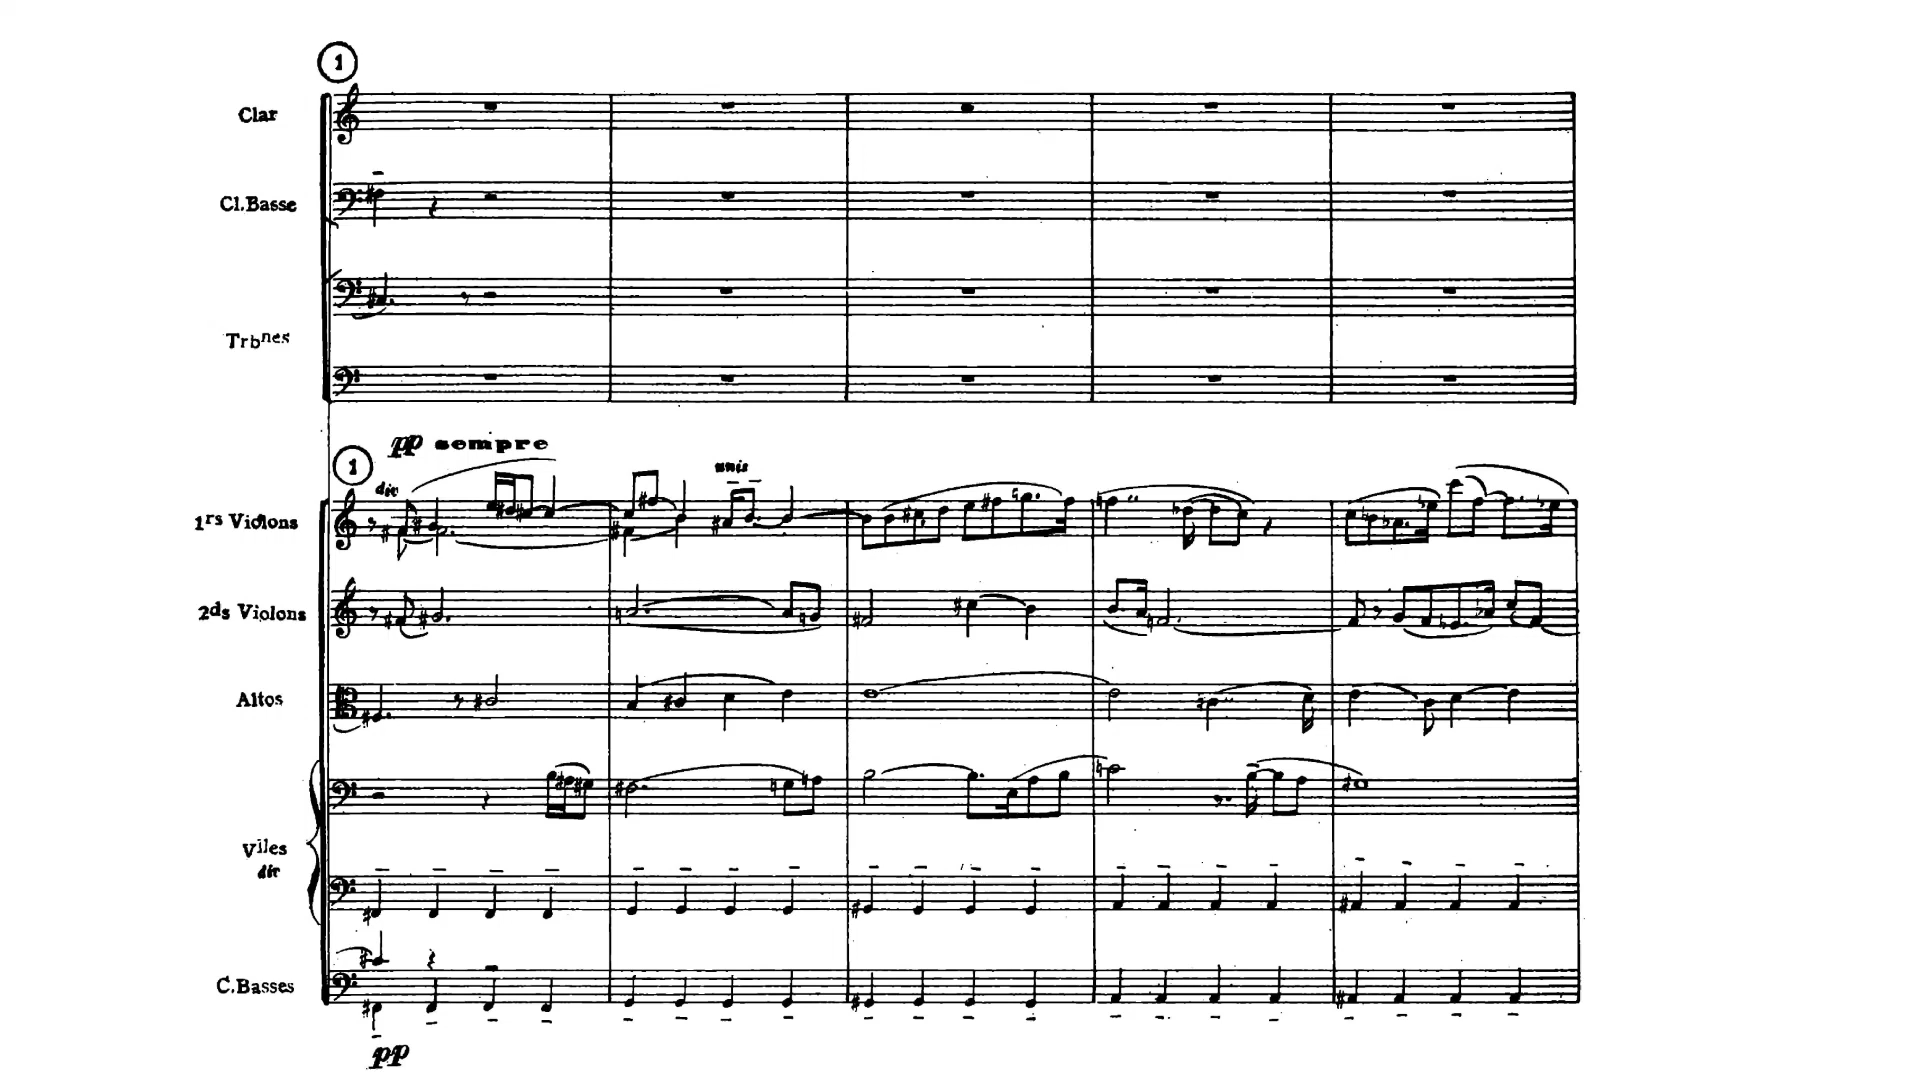 1
Clar
Cl.Basse
Trbnes
pp sempre
1
div
unis
1rs Violons
2ds Violons
Altos
Vlles
div
C.Basses
pp